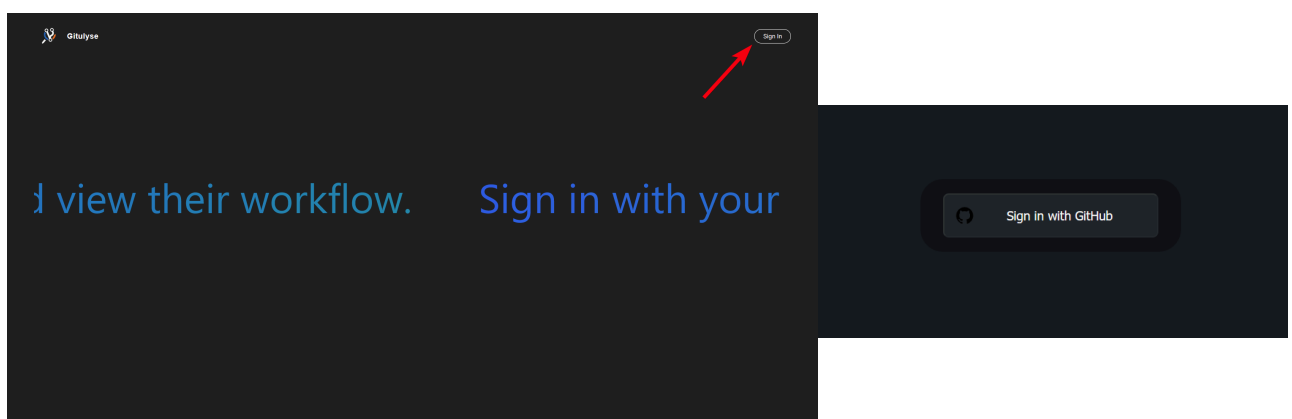 Gitulyse
Sign In
d view their workflow. Sign in with your
Sign in with GitHub